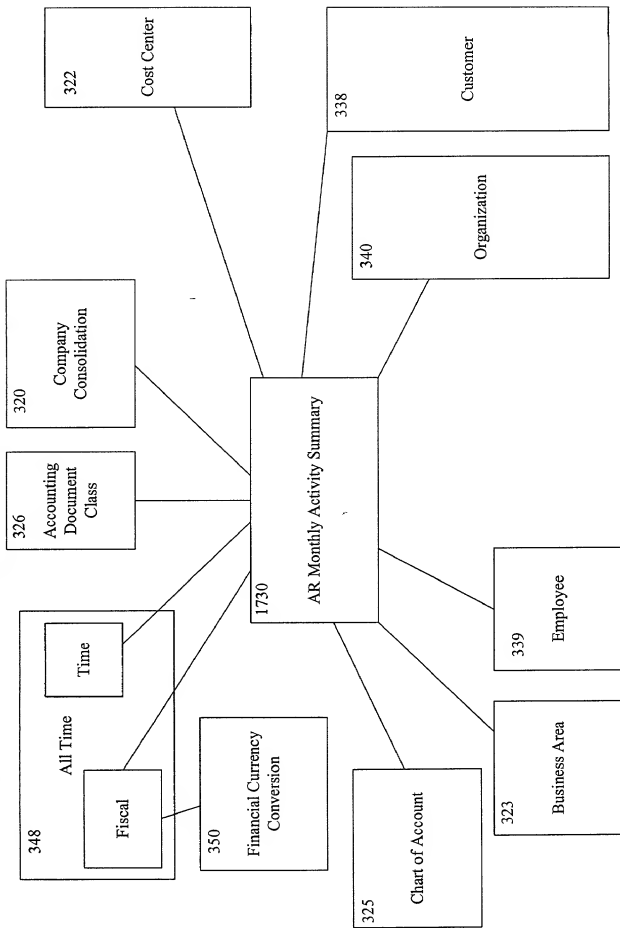 348
All Time
Time
Fiscal
326
Accounting
Document
Class
320
Company
Consolidation
322
Cost Center
350
Financial Currency
Conversion
1730
AR Monthly Activity Summary
338
Customer
340
Organization
325
Chart of Account
323
Business Area
339
Employee